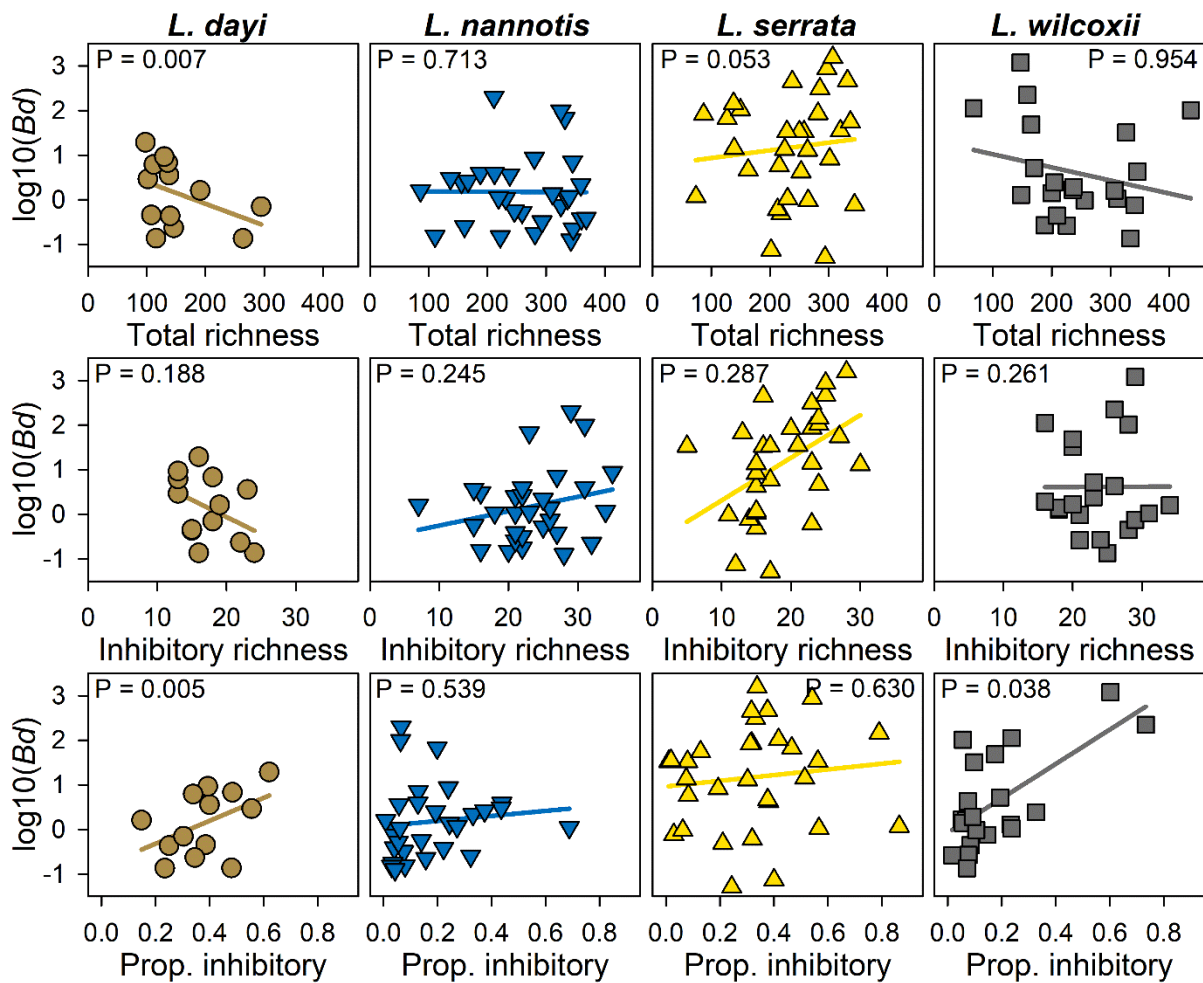 L. dayi L. nannotis L. serrata L. wilcoxii
P = 0.007 P = 0.713 P = 0.053 P = 0.954
log10(Bd)
3
2
1
0
-1
0 100 200 300 400 0 100 200 300 400 0 100 200 300 400 0 100 200 300 400
Total richness Total richness Total richness Total richness
P = 0.188 P = 0.245 P = 0.287 P = 0.261
log10(Bd)
3
2
1
0
-1
0 10 20 30 0 10 20 30 0 10 20 30 0 10 20 30
Inhibitory richness Inhibitory richness Inhibitory richness Inhibitory richness
P = 0.005 P = 0.539 P = 0.630 P = 0.038
log10(Bd)
3
2
1
0
-1
0.0 0.2 0.4 0.6 0.8 0.0 0.2 0.4 0.6 0.8 0.0 0.2 0.4 0.6 0.8 0.0 0.2 0.4 0.6 0.8
Prop. inhibitory Prop. inhibitory Prop. inhibitory Prop. inhibitory